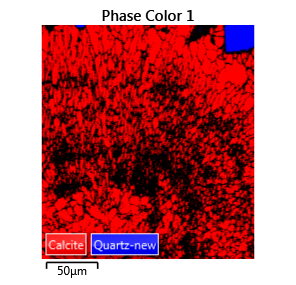 Phase Color 1
Calcite Quartz-new
50µm